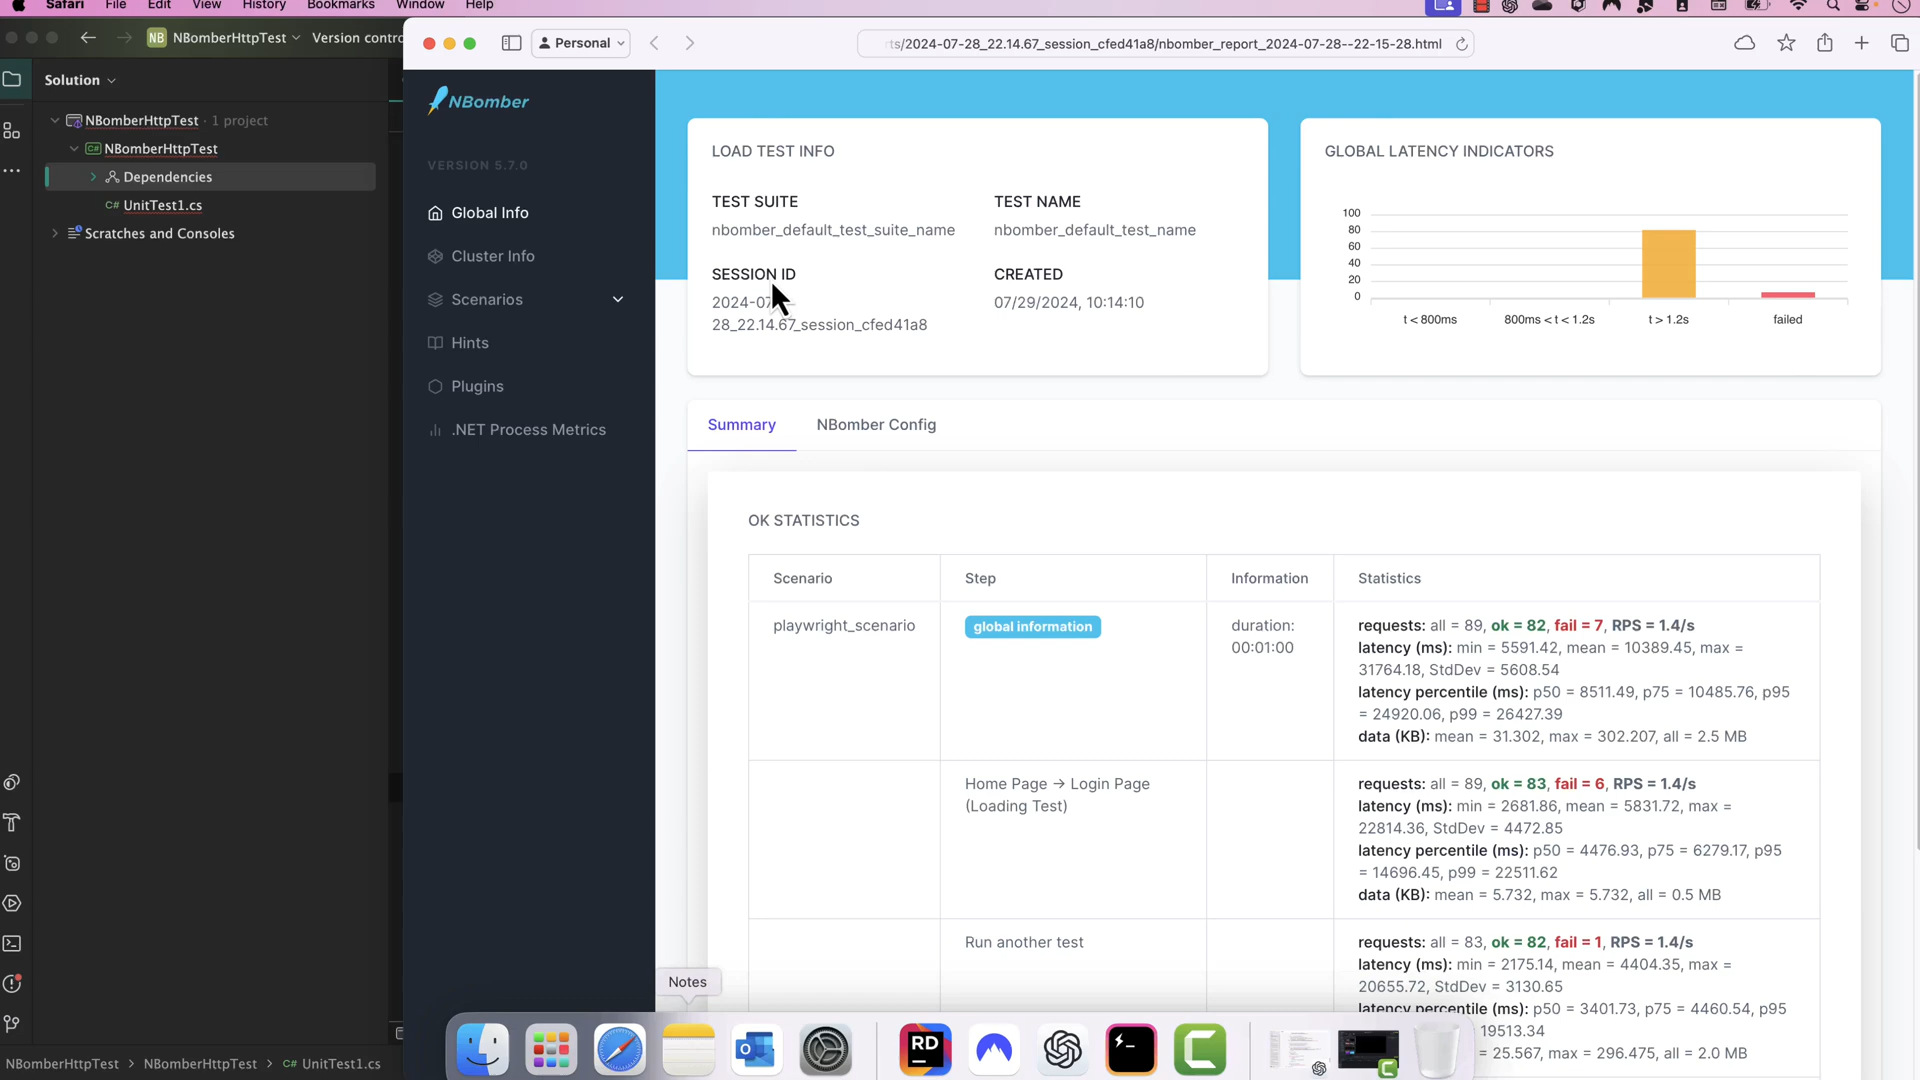 Safari File Edit View History Bookmarks Window Help
NB NBomberHttpTest Version contro
Personal
ts/2024-07-28_22.14.67_session_cfed41a8/nbomber_report_2024-07-28--22-15-28.html
Solution
NBomberHttpTest · 1 project
C# NBomberHttpTest
Dependencies
C# UnitTest1.cs
Scratches and Consoles
NBomber
VERSION 5.7.0
Global Info
Cluster Info
Scenarios
Hints
Plugins
.NET Process Metrics
LOAD TEST INFO
TEST SUITE
nbomber_default_test_suite_name
TEST NAME
nbomber_default_test_name
SESSION ID
2024-07-
28_22.14.67_session_cfed41a8
CREATED
07/29/2024, 10:14:10
GLOBAL LATENCY INDICATORS
100
80
60
40
20
0
t < 800ms 800ms < t < 1.2s t > 1.2s failed
Summary NBomber Config
OK STATISTICS
Scenario Step Information Statistics
playwright_scenario
global information
duration:
00:01:00
requests: all = 89, ok = 82, fail = 7, RPS = 1.4/s
latency (ms): min = 5591.42, mean = 10389.45, max =
31764.18, StdDev = 5608.54
latency percentile (ms): p50 = 8511.49, p75 = 10485.76, p95
= 24920.06, p99 = 26427.39
data (KB): mean = 31.302, max = 302.207, all = 2.5 MB
Home Page → Login Page
(Loading Test)
requests: all = 89, ok = 83, fail = 6, RPS = 1.4/s
latency (ms): min = 2681.86, mean = 5831.72, max =
22814.36, StdDev = 4472.85
latency percentile (ms): p50 = 4476.93, p75 = 6279.17, p95
= 14696.45, p99 = 22511.62
data (KB): mean = 5.732, max = 5.732, all = 0.5 MB
Run another test
requests: all = 83, ok = 82, fail = 1, RPS = 1.4/s
latency (ms): min = 2175.14, mean = 4404.35, max =
20655.72, StdDev = 3130.65
latency percentile (ms): p50 = 3401.73, p75 = 4460.54, p95
19513.34
= 25.567, max = 296.475, all = 2.0 MB
Notes
RD
NBomberHttpTest > NBomberHttpTest > C# UnitTest1.cs